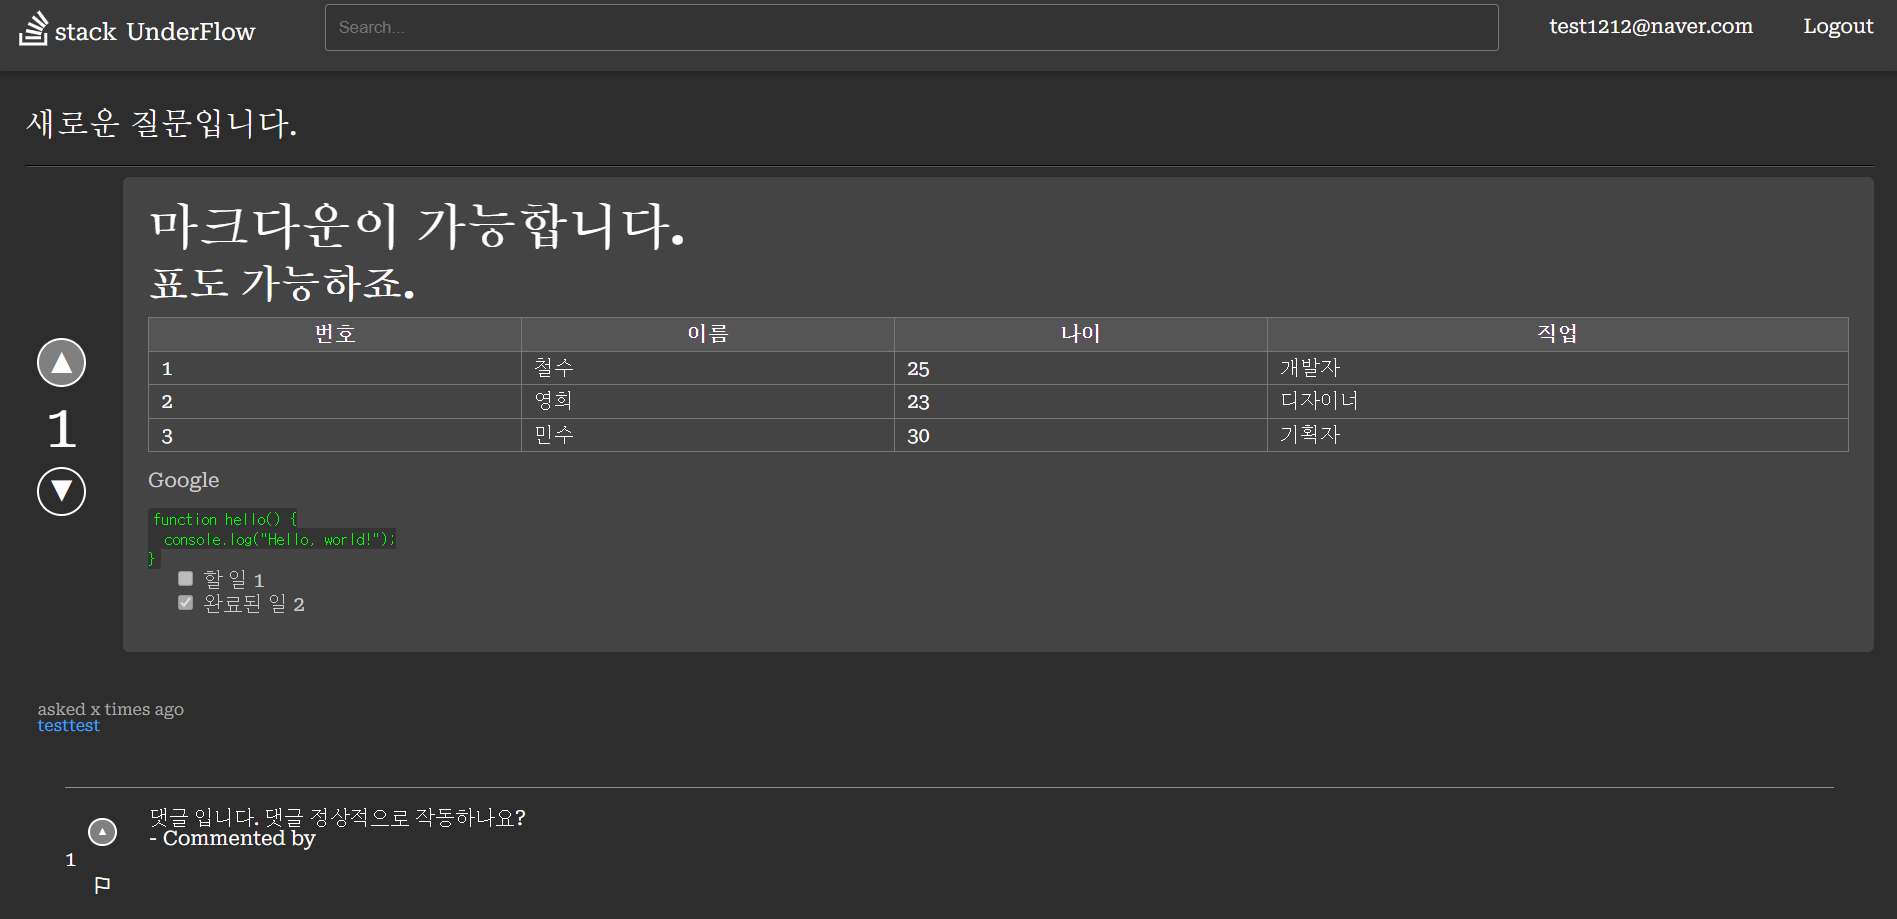 stack UnderFlow
Search...
test1212@naver.com
Logout
새로운 질문입니다.
마크다운이 가능합니다.
표도 가능하죠.
번호 이름 나이 직업
1 철수 25 개발자
2 영희 23 디자이너
3 민수 30 기획자
1
Google
function hello() {
  console.log("Hello, world!");
}
할 일 1
완료된 일 2
asked x times ago
testtest
댓글 입니다. 댓글 정상적으로 작동하나요?
- Commented by
1